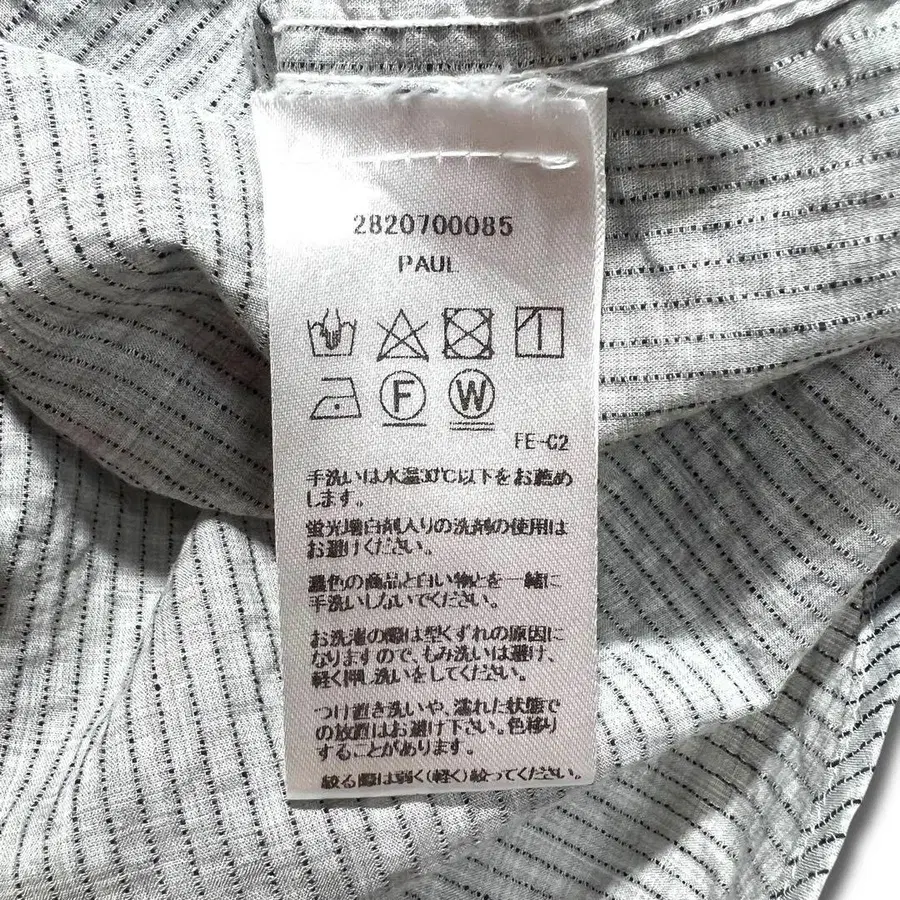 2820700085
PAUL
F W
FE-C2
手洗いは水温30℃以下をお薦め
します。
蛍光増白剤入りの洗剤の使用は
お避けください。
濃色の商品と白い物とを一緒に
手洗いしないでください。
お洗濯の際は型くずれの原因に
なりますので、もみ洗いは避け、
軽く押し洗いをしてください。
つけ置き洗いや、濡れた状態で
の放置はお避け下さい。色移り
することがあります。
絞る際は弱く(軽く)絞ってください。